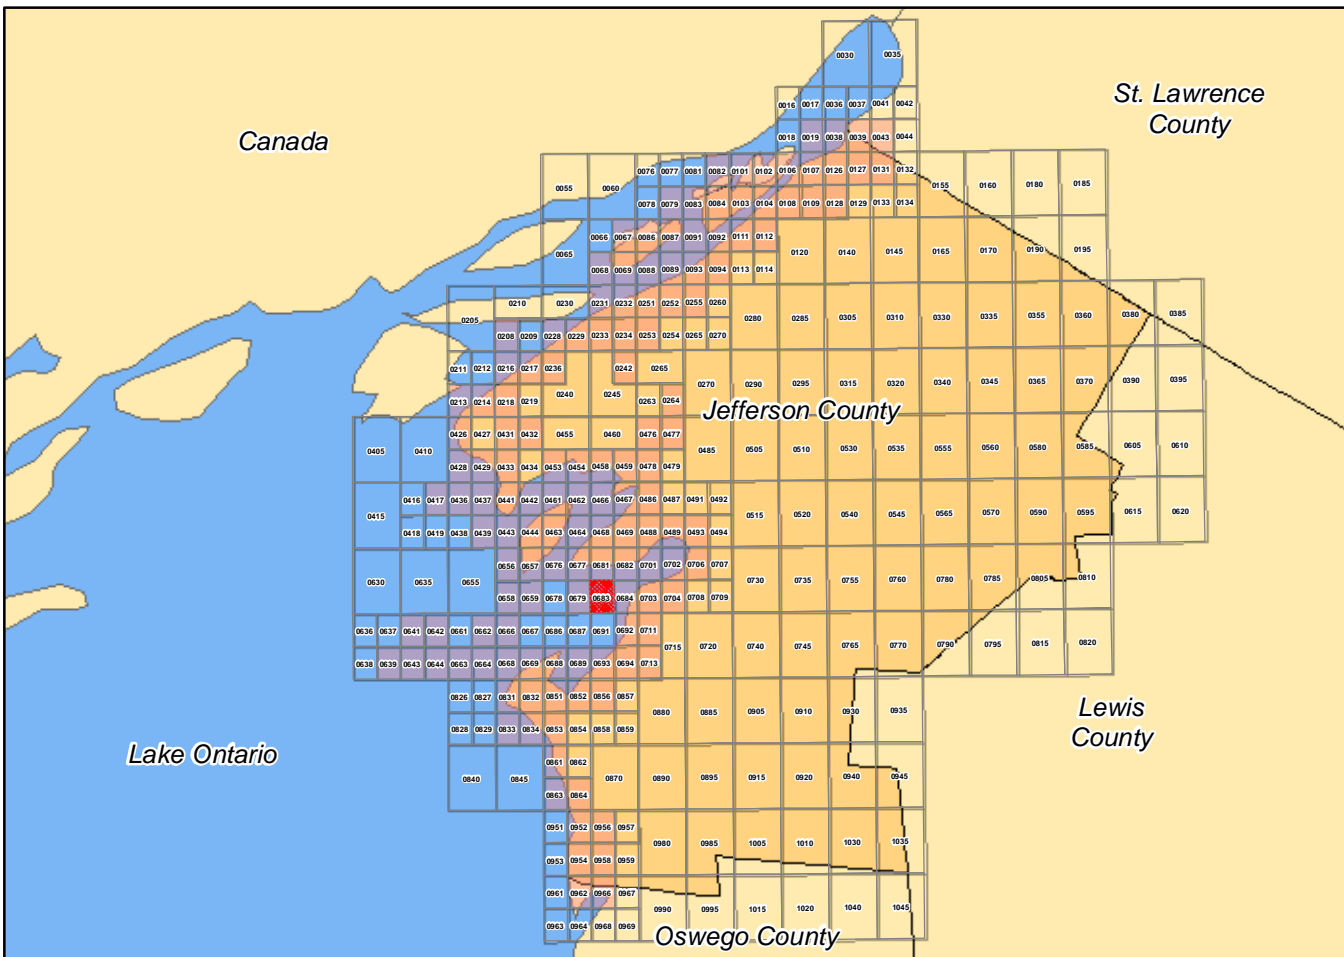 0030 0035
St. Lawrence
County
Canada
0016 0017 0036 0037 0041 0042
0018 0019 0038 0039 0043 0044
0055 0060 0076 0077 0081 0082 0101 0102 0106 0107 0126 0127 0131 0132 0155 0160 0180 0185
0078 0079 0083 0084 0103 0104 0108 0109 0128 0129 0133 0134
0065 0066 0067 0086 0087 0091 0092 0111 0112 0120 0140 0145 0165 0170 0190 0195
0068 0069 0088 0089 0093 0094 0113 0114
0205 0210 0230 0231 0232 0251 0252 0255 0260 0280 0285 0305 0310 0330 0335 0355 0360 0380 0385
0208 0209 0228 0229 0233 0234 0253 0254 0265 0270
0211 0212 0216 0217 0236 0242 0265 0270 0290 0295 0315 0320 0340 0345 0365 0370 0390 0395
0213 0214 0218 0219 0240 0245 0263 0264
Jefferson County
0405 0410 0426 0427 0431 0432 0455 0460 0476 0477 0485 0505 0510 0530 0535 0555 0560 0580 0585 0605 0610
0428 0429 0433 0434 0453 0454 0458 0459 0478 0479
0415 0416 0417 0436 0437 0441 0442 0461 0462 0466 0467 0486 0487 0491 0492 0515 0520 0540 0545 0565 0570 0590 0595 0615 0620
0418 0419 0438 0439 0443 0444 0463 0464 0468 0469 0488 0489 0493 0494
0630 0635 0655 0656 0657 0676 0677 0681 0682 0701 0702 0706 0707 0730 0735 0755 0760 0780 0785 0805 0810
0658 0659 0678 0679 0683 0684 0703 0704 0708 0709
0636 0637 0641 0642 0661 0662 0666 0667 0686 0687 0691 0692 0711 0715 0720 0740 0745 0765 0770 0790 0795 0815 0820
0638 0639 0643 0644 0663 0664 0668 0669 0688 0689 0693 0694 0713
0826 0827 0831 0832 0851 0852 0856 0857 0880 0885 0905 0910 0930 0935
Lewis
County
0828 0829 0833 0834 0853 0854 0858 0859
Lake Ontario
0840 0845 0861 0862 0870 0890 0895 0915 0920 0940 0945
0863 0864
0951 0952 0956 0957 0980 0985 1005 1010 1030 1035
0953 0954 0958 0959
0961 0962 0966 0967 0990 0995 1015 1020 1040 1045
0963 0964 0968 0969
Oswego County